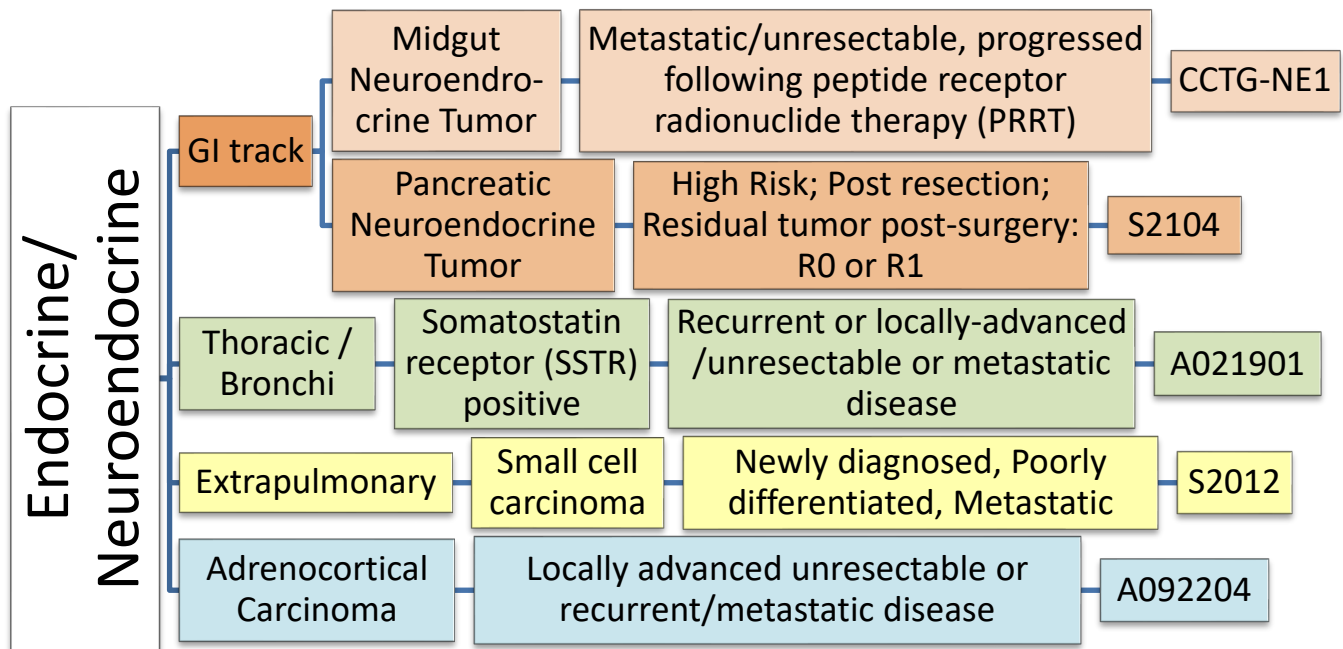 Endocrine/
Neuroendocrine
GI track
Midgut
Neuroendro-
crine Tumor
Metastatic/unresectable, progressed
following peptide receptor
radionuclide therapy (PRRT)
CCTG-NE1
Pancreatic
Neuroendocrine
Tumor
High Risk; Post resection;
Residual tumor post-surgery:
R0 or R1
S2104
Thoracic /
Bronchi
Somatostatin
receptor (SSTR)
positive
Recurrent or locally-advanced
/unresectable or metastatic
disease
A021901
Extrapulmonary
Small cell
carcinoma
Newly diagnosed, Poorly
differentiated, Metastatic
S2012
Adrenocortical
Carcinoma
Locally advanced unresectable or
recurrent/metastatic disease
A092204